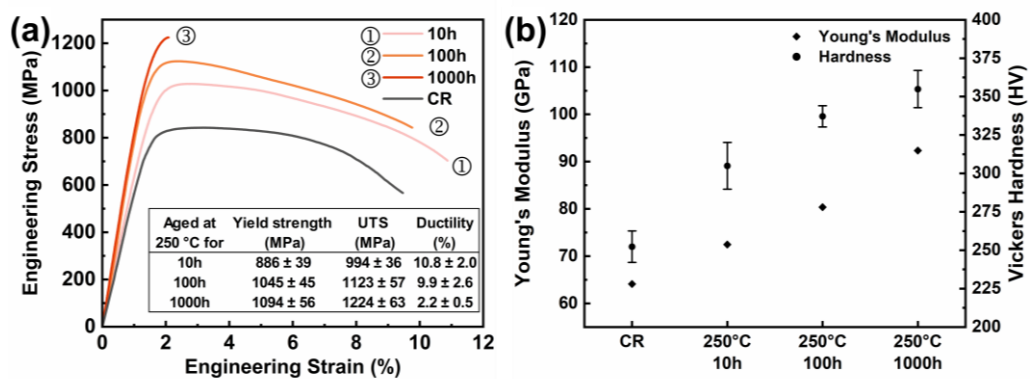 (a)
Engineering Stress (MPa)
1200
1000
800
600
400
200
0
③
① 10h
② 100h
③ 1000h
CR
②
①
Aged at 250 °C for Yield strength (MPa) UTS (MPa) Ductility (%)
10h 886 ± 39 994 ± 36 10.8 ± 2.0
100h 1045 ± 45 1123 ± 57 9.9 ± 2.6
1000h 1094 ± 56 1224 ± 63 2.2 ± 0.5
0 2 4 6 8 10 12
Engineering Strain (%)
(b)
Young's Modulus (GPa)
120
110
100
90
80
70
60
Young's Modulus
Hardness
400
375
350
325
300
275
250
225
200
Vickers Hardness (HV)
CR 250°C 250°C 250°C
10h 100h 1000h